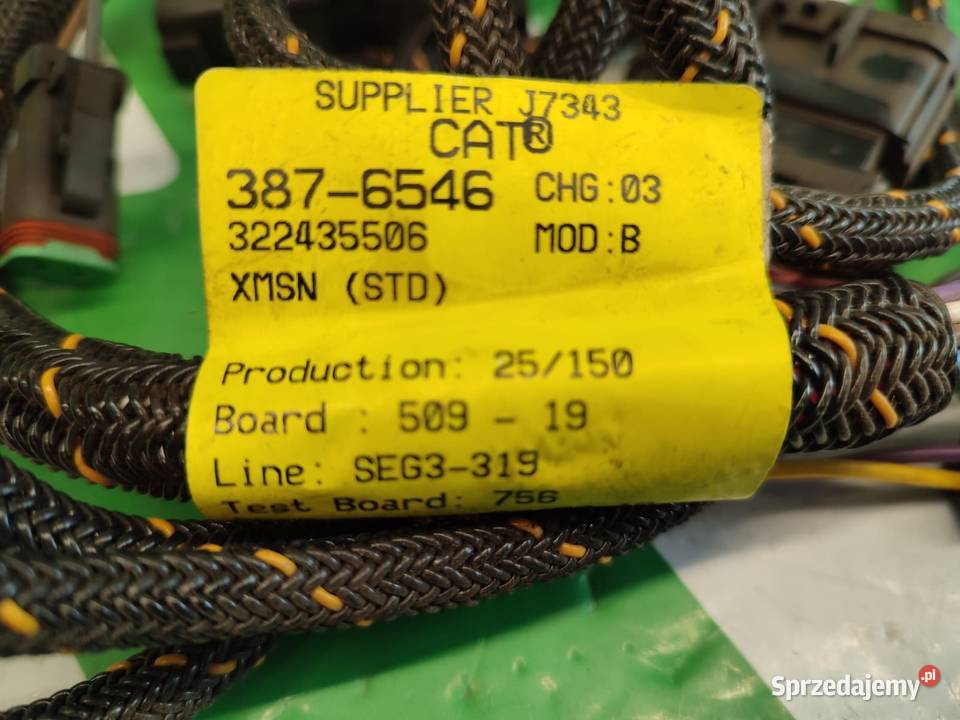 SUPPLIER J7343
CAT®
387-6546 CHG:03
322435506 MOD:B
XMSN (STD)
Production: 25/150
Board : 509 - 19
Line: SEG3-319
Test Board: 756
Sprzedajemy.pl